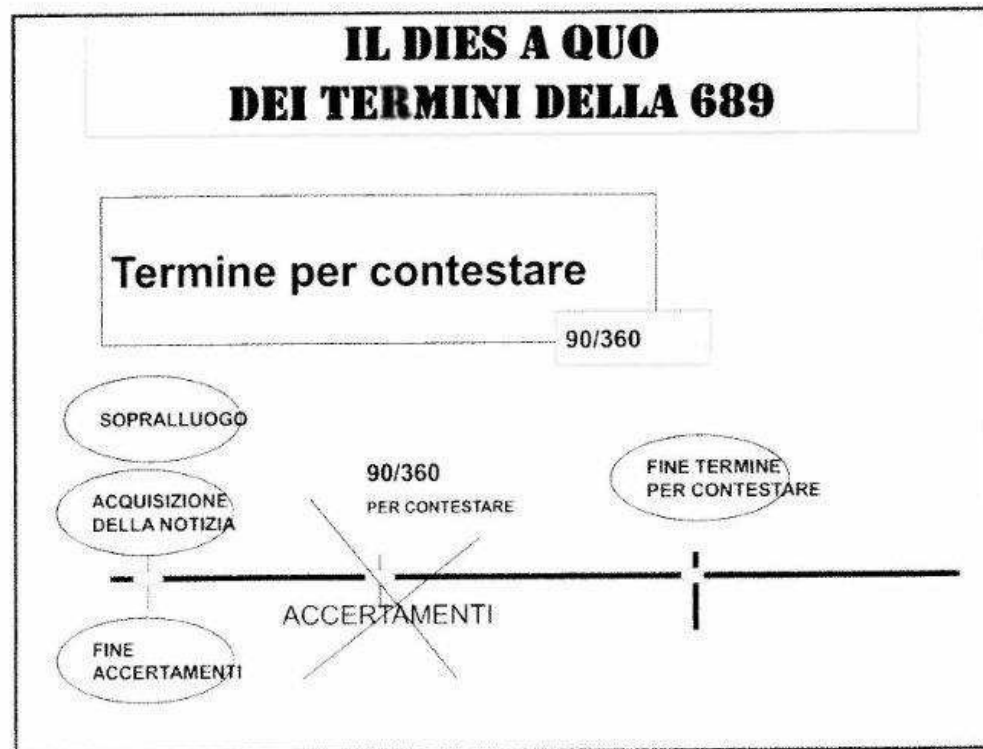 IL DIES A QUO
DEI TERMINI DELLA 689
Termine per contestare
90/360
SOPRALLUOGO
ACQUISIZIONE
DELLA NOTIZIA
90/360
PER CONTESTARE
FINE TERMINE
PER CONTESTARE
ACCERTAMENTI
FINE
ACCERTAMENTI